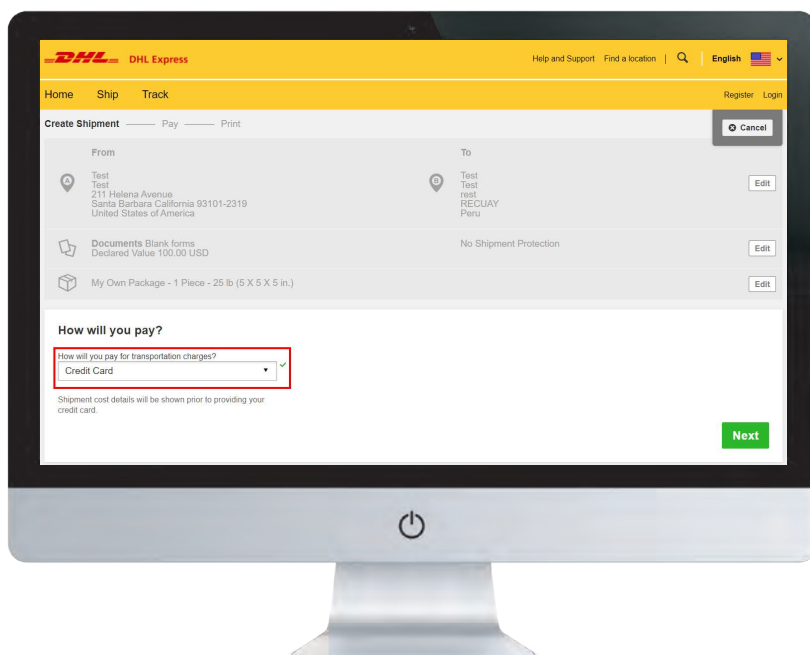 DHL DHL Express
Help and Support Find a location | English
Home Ship Track
Register Login
Create Shipment Pay Print
Cancel
From
To
A
Test
Test
211 Helena Avenue
Santa Barbara California 93101-2319
United States of America
B
Test
Test
rest
RECUAY
Peru
Edit
Documents Blank forms
Declared Value 100.00 USD
No Shipment Protection
Edit
My Own Package - 1 Piece - 25 lb (5 X 5 X 5 in.)
Edit
How will you pay?
How will you pay for transportation charges?
Credit Card
Shipment cost details will be shown prior to providing your
credit card.
Next